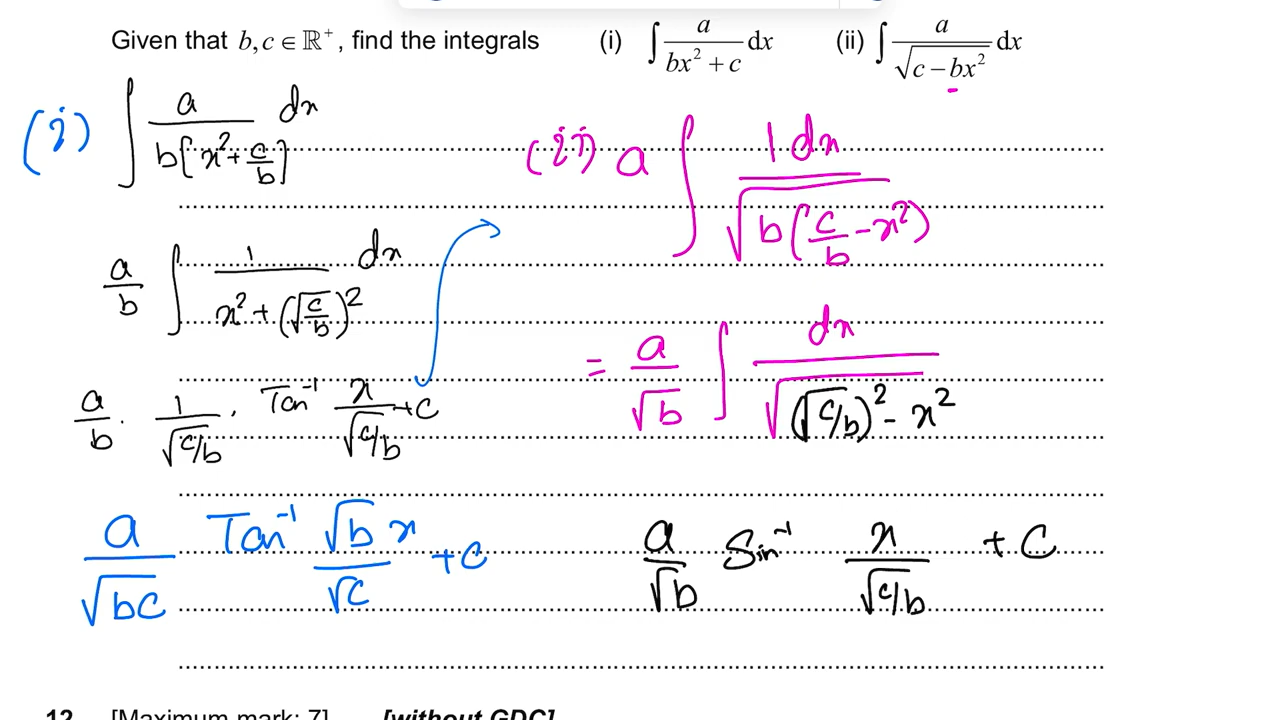 Given that b, c ∈ ℝ⁺, find the integrals (i) ∫ a/(bx² + c) dx (ii) ∫ a/√(c − bx²) dx
(i) ∫ a/(b[x² + c/b]) dx
a/b ∫ 1/(x² + (√(c/b))²) dx
a/b · 1/√(c/b) · Tan⁻¹ x/√(c/b) + C
a/√(bc) Tan⁻¹ (√b x)/√c + C
(ii) a ∫ 1 dx/√(b(c/b − x²))
= a/√b ∫ dx/√((√(c/b))² − x²)
a/√b Sin⁻¹ x/√(c/b) + C
12 [Maximum mark: 7] [without GDC]